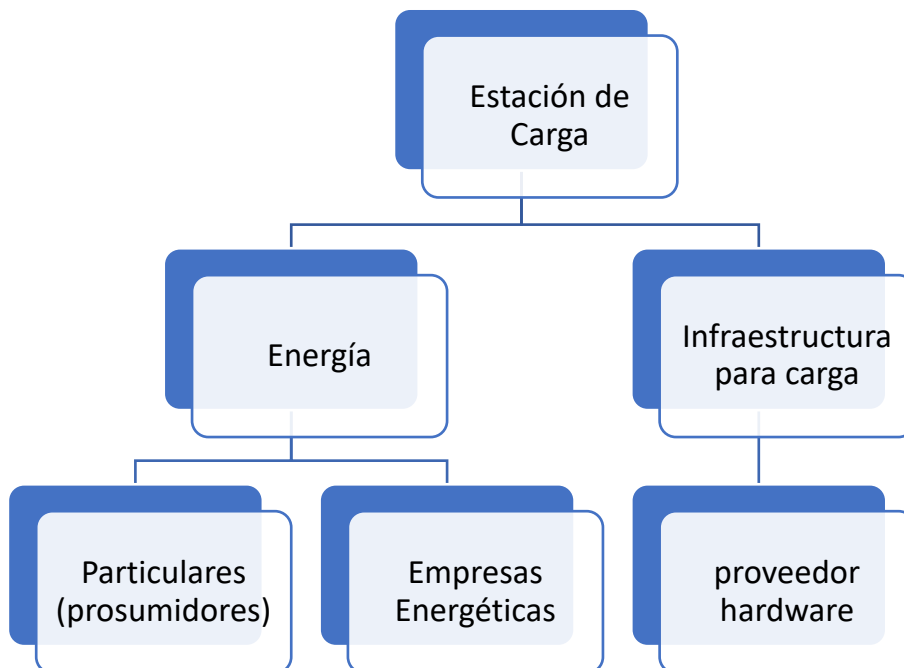 Estación de
Carga
Energía
Infraestructura
para carga
Particulares
(prosumidores)
Empresas
Energéticas
proveedor
hardware